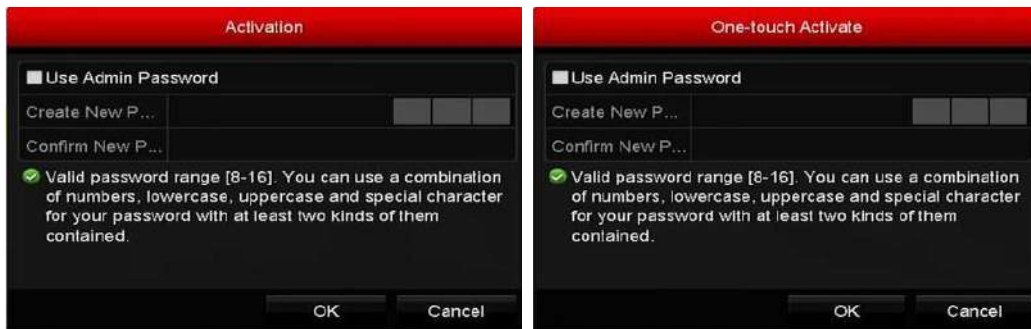 Activation
Use Admin Password
Create New P...
Confirm New P...
Valid password range [8-16]. You can use a combination
of numbers, lowercase, uppercase and special character
for your password with at least two kinds of them
contained.
OK
Cancel
One-touch Activate
Use Admin Password
Create New P...
Confirm New P...
Valid password range [8-16]. You can use a combination
of numbers, lowercase, uppercase and special character
for your password with at least two kinds of them
contained.
OK
Cancel